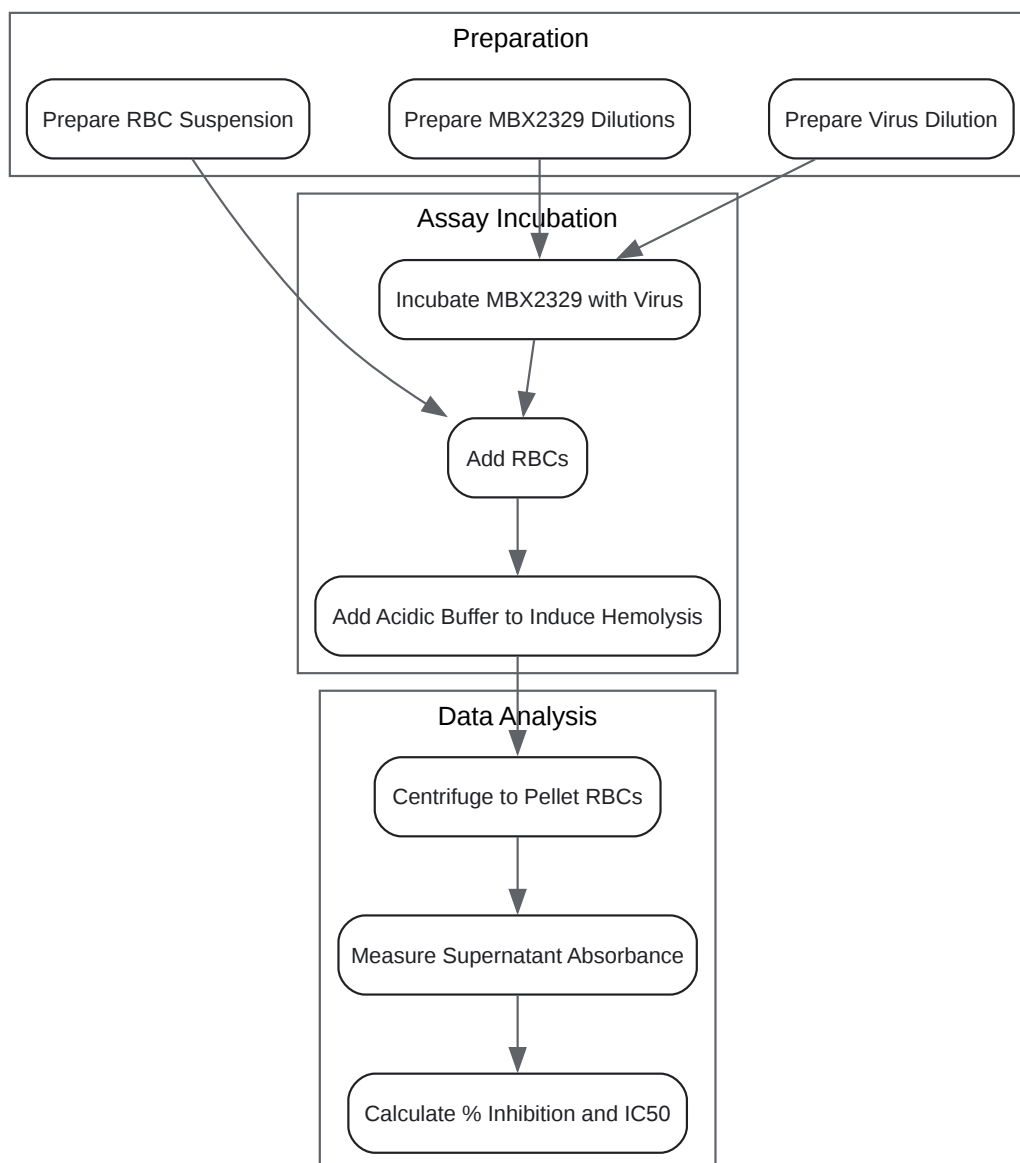 Preparation
Prepare RBC Suspension
Prepare MBX2329 Dilutions
Prepare Virus Dilution
Assay Incubation
Incubate MBX2329 with Virus
Add RBCs
Add Acidic Buffer to Induce Hemolysis
Data Analysis
Centrifuge to Pellet RBCs
Measure Supernatant Absorbance
Calculate % Inhibition and IC50